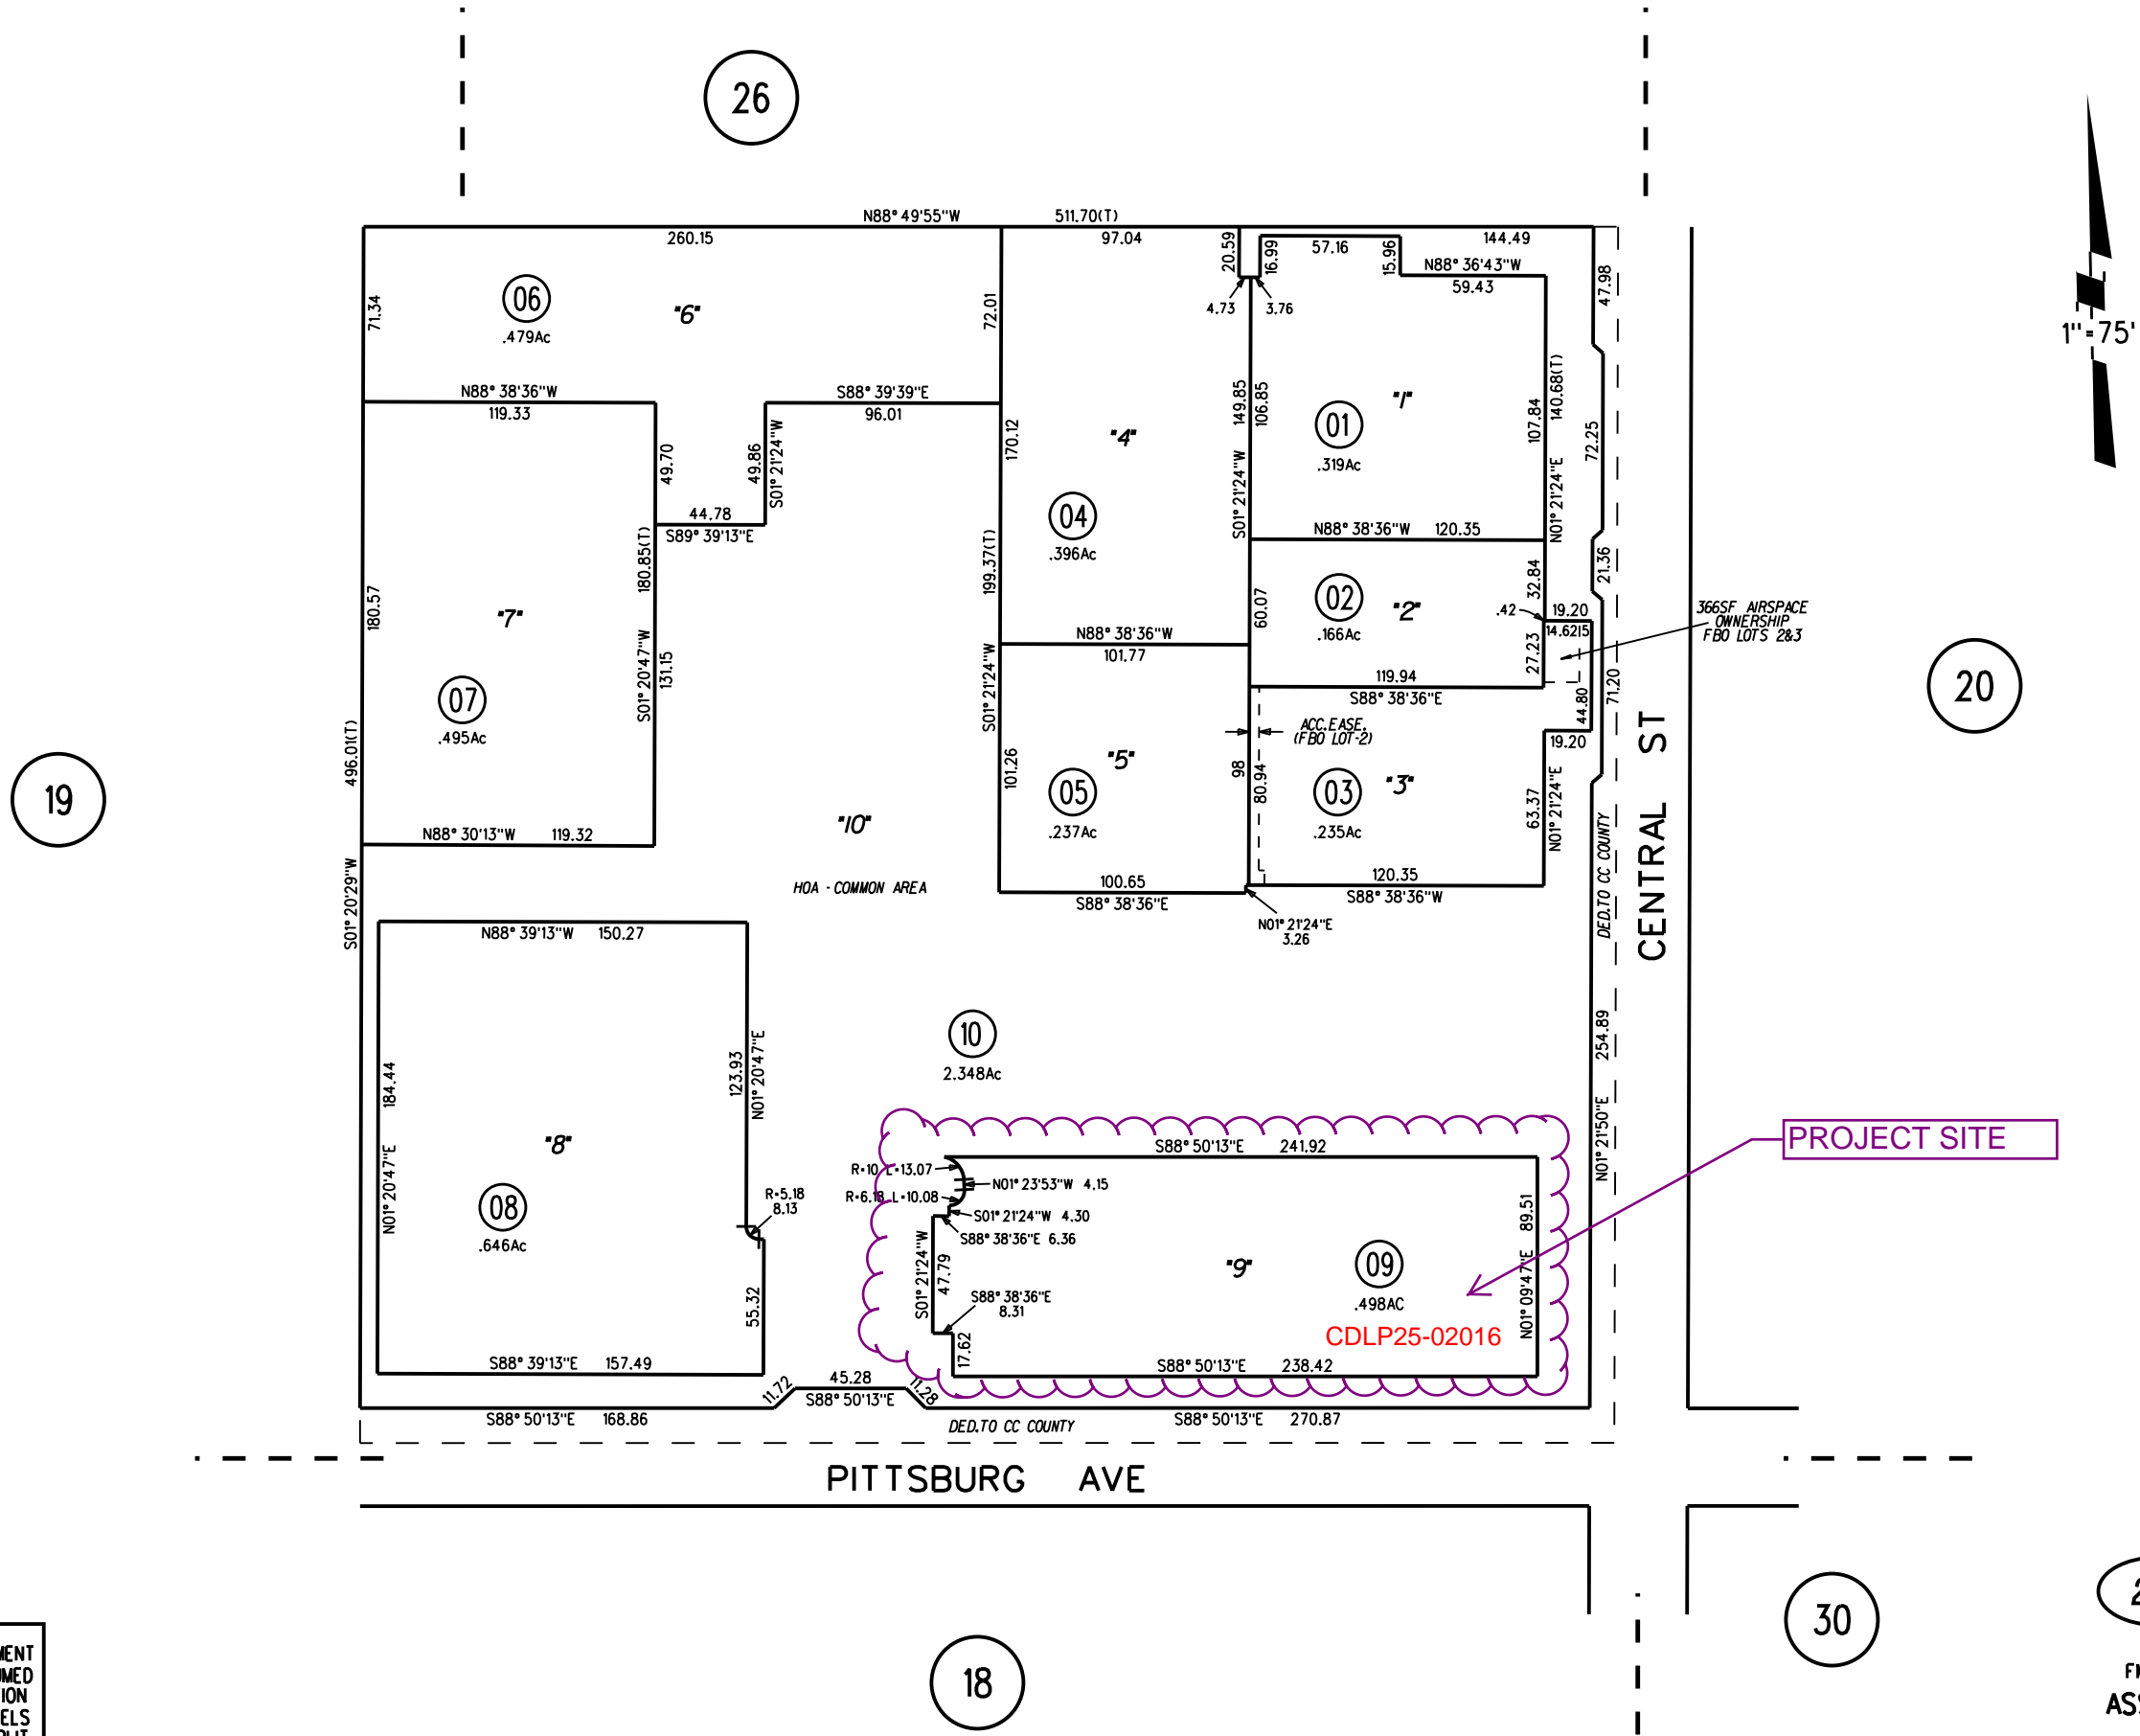 26
N88° 49'55"W 511.70(T)
260.15
97.04
20.59
16.99
57.16
15.96
144.49
N88° 36'43"W
59.43
47.98
4.73
3.76
1"=75'
71.34
06
.479Ac
"6"
72.01
N88° 38'36"W
119.33
S88° 39'39"E
96.01
49.70
49.86
S01° 21'24"W
44.78
S89° 39'13"E
170.12
"4"
04
.396Ac
149.85
106.85
S01° 21'24"W
"1"
01
.319Ac
107.84
140.68(T)
N01° 21'24"E
72.25
N88° 38'36"W 120.35
180.57
"7"
07
.495Ac
180.85(T)
S01° 20'47"W
131.15
199.37(T)
S01° 21'24"W
60.07
02
.166Ac
"2"
32.84
.42
19.20
14.6215
27.23
21.36
366SF AIRSPACE
OWNERSHIP
FBO LOTS 2&3
N88° 38'36"W
101.77
119.94
S88° 38'36"E
44.80
71.20
20
496.01(T)
S01° 20'29"W
19
ACC.EASE.
(FBO LOT-2)
19.20
101.26
"5"
05
.237Ac
98
80.94
03
"3"
.235Ac
63.37
N01° 21'24"E
DED.TO CC COUNTY
CENTRAL ST
N88° 30'13"W 119.32
"10"
HOA - COMMON AREA
100.65
S88° 38'36"E
120.35
S88° 38'36"W
N01° 21'24"E
3.26
N88° 39'13"W 150.27
10
2.348Ac
184.44
N01° 20'47"E
123.93
N01° 20'47"E
254.89
N01° 21'50"E
"8"
08
.646Ac
R=5.18
8.13
55.32
S88° 50'13"E 241.92
R=10 L=13.07
N01° 23'53"W 4.15
R=6.18 L=10.08
S01° 21'24"W 4.30
S88° 38'36"E 6.36
S01° 21'24"W
47.79
S88° 38'36"E
8.31
17.62
"9"
09
.498AC
CDLP25-02016
89.51
N01° 09'47"E
PROJECT SITE
S88° 39'13"E 157.49
S88° 50'13"E 238.42
11.72
45.28
S88° 50'13"E
11.28
S88° 50'13"E 168.86
DED.TO CC COUNTY
S88° 50'13"E 270.87
PITTSBURG AVE
30
18